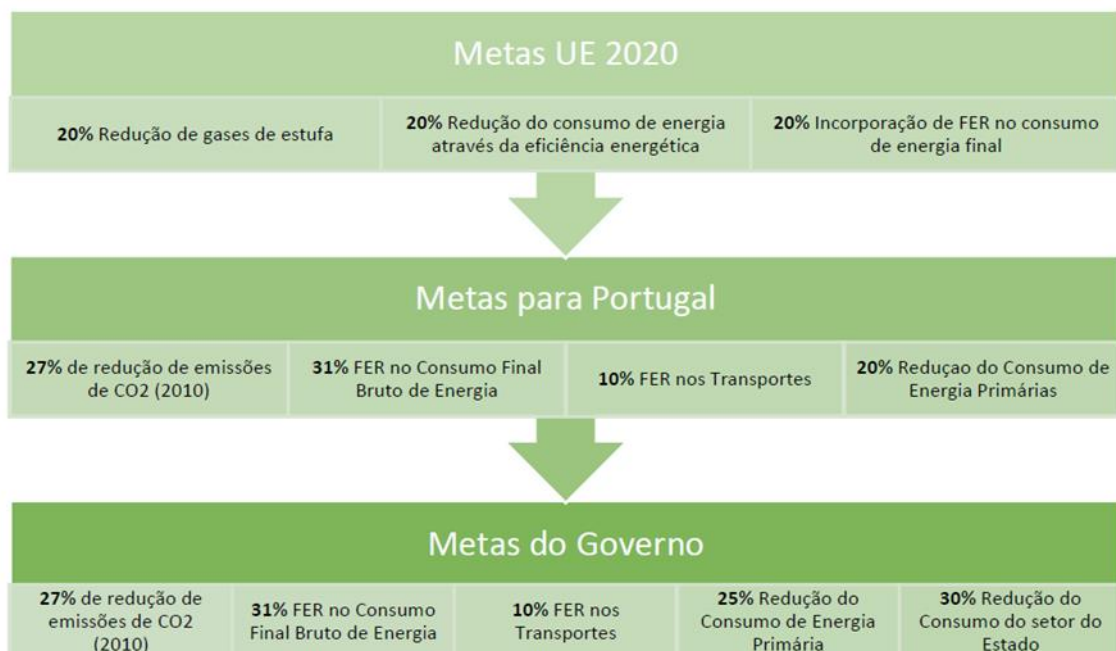 Metas UE 2020
20% Redução de gases de estufa
20% Redução do consumo de energia
através da eficiência energética
20% Incorporação de FER no consumo
de energia final
Metas para Portugal
27% de redução de emissões
de CO2 (2010)
31% FER no Consumo Final
Bruto de Energia
10% FER nos Transportes
20% Reduçao do Consumo de
Energia Primárias
Metas do Governo
27% de redução de
emissões de CO2
(2010)
31% FER no Consumo
Final Bruto de Energia
10% FER nos
Transportes
25% Redução do
Consumo de Energia
Primária
30% Redução do
Consumo do setor do
Estado